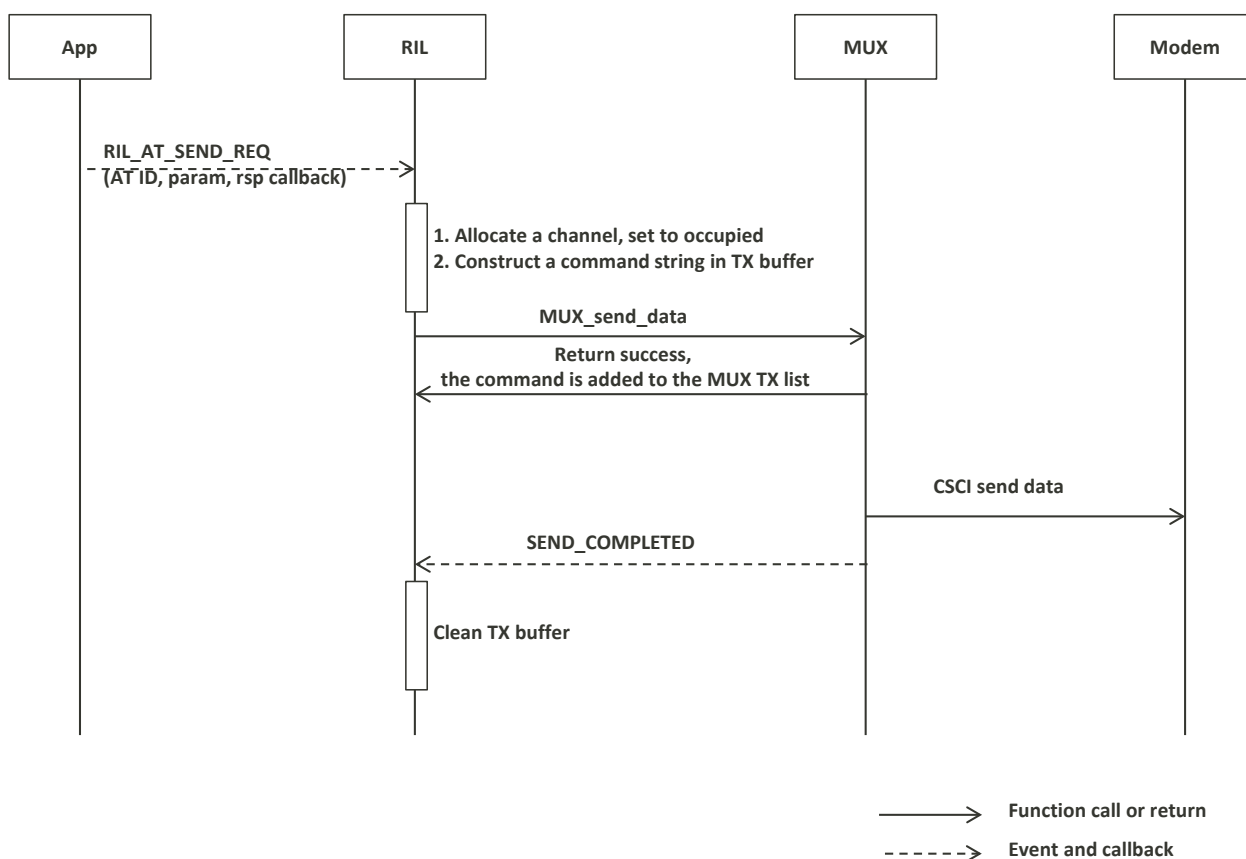 App
RIL
MUX
Modem
RIL_AT_SEND_REQ
(AT ID, param, rsp callback)
1. Allocate a channel, set to occupied
2. Construct a command string in TX buffer
MUX_send_data
Return success,
the command is added to the MUX TX list
CSCI send data
SEND_COMPLETED
Clean TX buffer
Function call or return
Event and callback